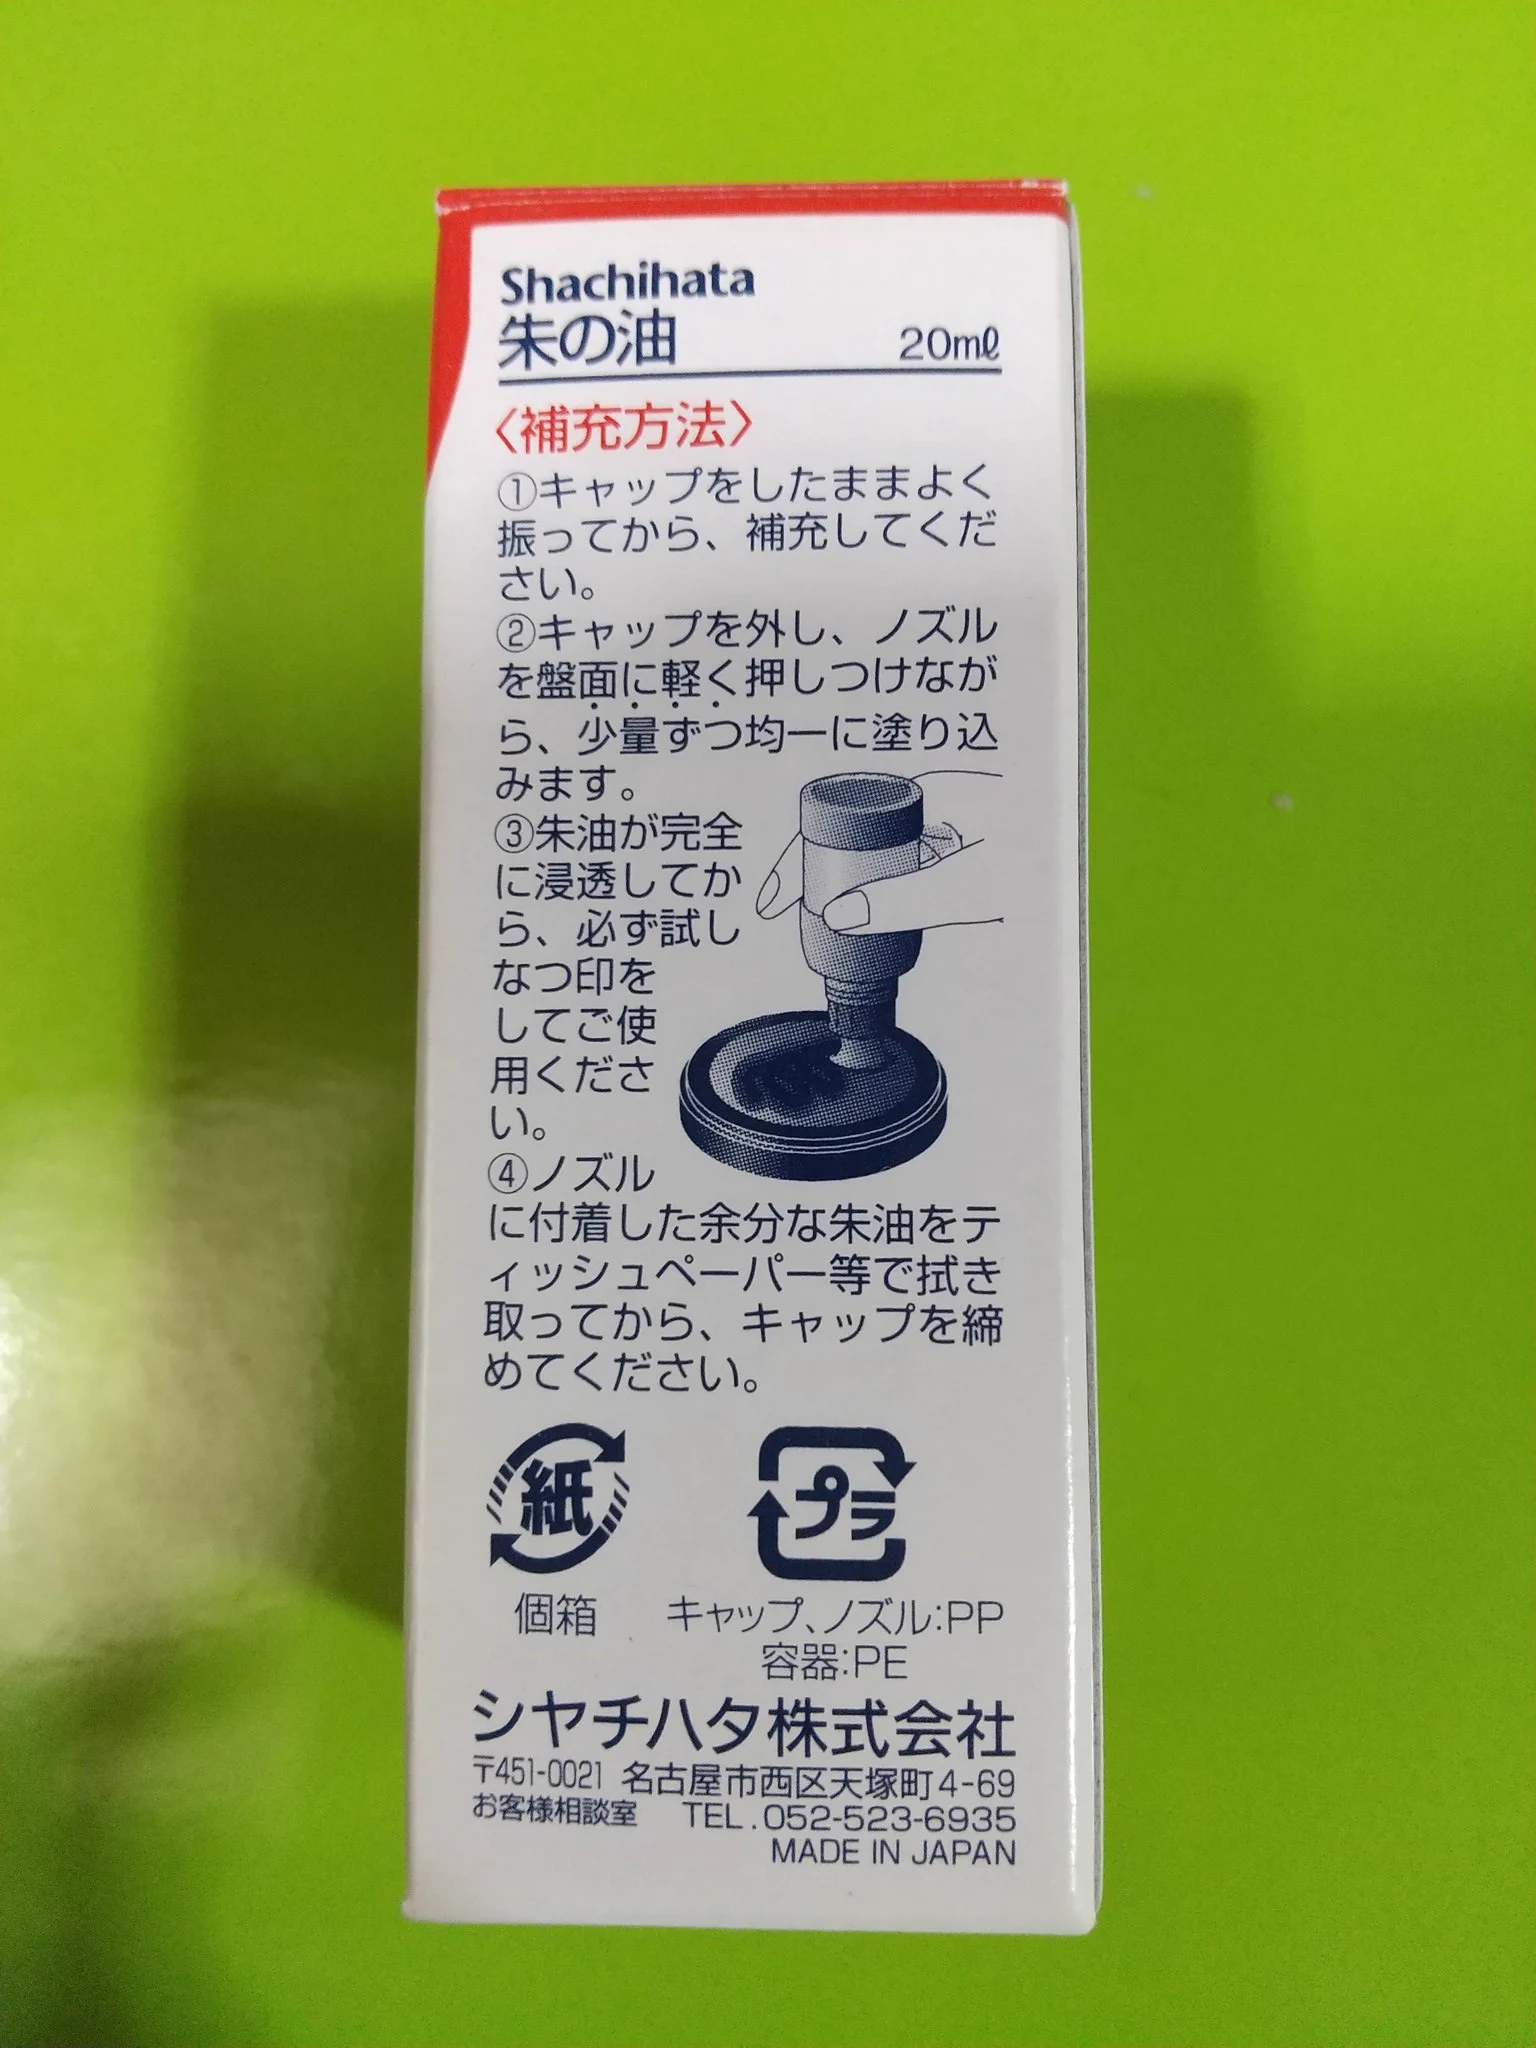 Shachihata
朱の油 20mℓ
〈補充方法〉
①キャップをしたままよく
振ってから、補充してくだ
さい。
②キャップを外し、ノズル
を盤面に軽く押しつけなが
ら、少量ずつ均一に塗り込
みます。
③朱油が完全
に浸透してか
ら、必ず試し
なつ印を
してご使
用くださ
い。
④ノズル
に付着した余分な朱油をテ
ィッシュペーパー等で拭き
取ってから、キャップを締
めてください。
紙 プラ
個箱 キャップ、ノズル:PP
容器:PE
シヤチハタ株式会社
〒451-0021 名古屋市西区天塚町4-69
お客様相談室 TEL.052-523-6935
MADE IN JAPAN